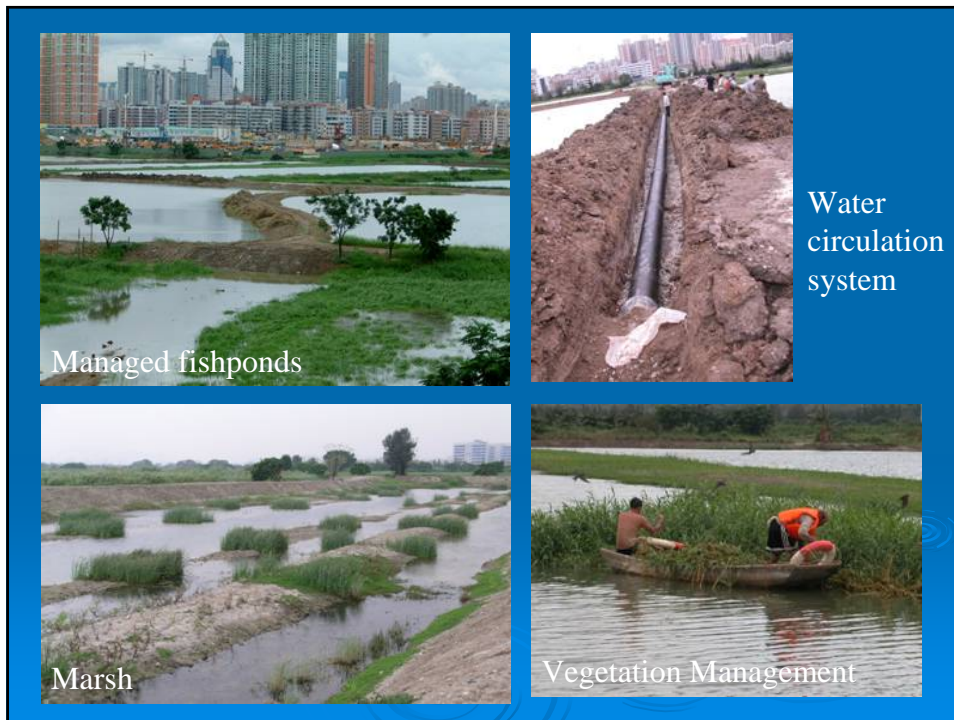 Managed fishponds
Water
circulation
system
Marsh
Vegetation Management